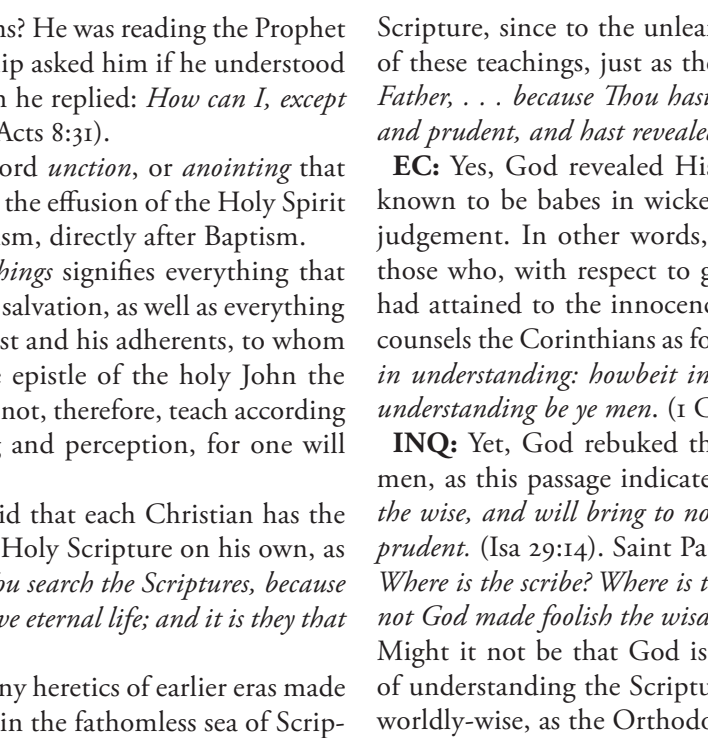 ns? He was reading the Prophet
ip asked him if he understood
n he replied: How can I, except
Acts 8:31).
ord unction, or anointing that
the effusion of the Holy Spirit
sm, directly after Baptism.
hings signifies everything that
salvation, as well as everything
st and his adherents, to whom
e epistle of the holy John the
not, therefore, teach according
g and perception, for one will
id that each Christian has the
Holy Scripture on his own, as
ou search the Scriptures, because
ve eternal life; and it is they that
ny heretics of earlier eras made
in the fathomless sea of Scrip-
Scripture, since to the unlear
of these teachings, just as the
Father, . . . because Thou hast
and prudent, and hast revealed
EC: Yes, God revealed His
known to be babes in wicke
judgement. In other words,
those who, with respect to g
had attained to the innocenc
counsels the Corinthians as fo
in understanding: howbeit in
understanding be ye men. (1 C
INQ: Yet, God rebuked th
men, as this passage indicate
the wise, and will bring to no
prudent. (Isa 29:14). Saint Pa
Where is the scribe? Where is t
not God made foolish the wisd
Might it not be that God is
of understanding the Scriptu
worldly-wise, as the Orthodo